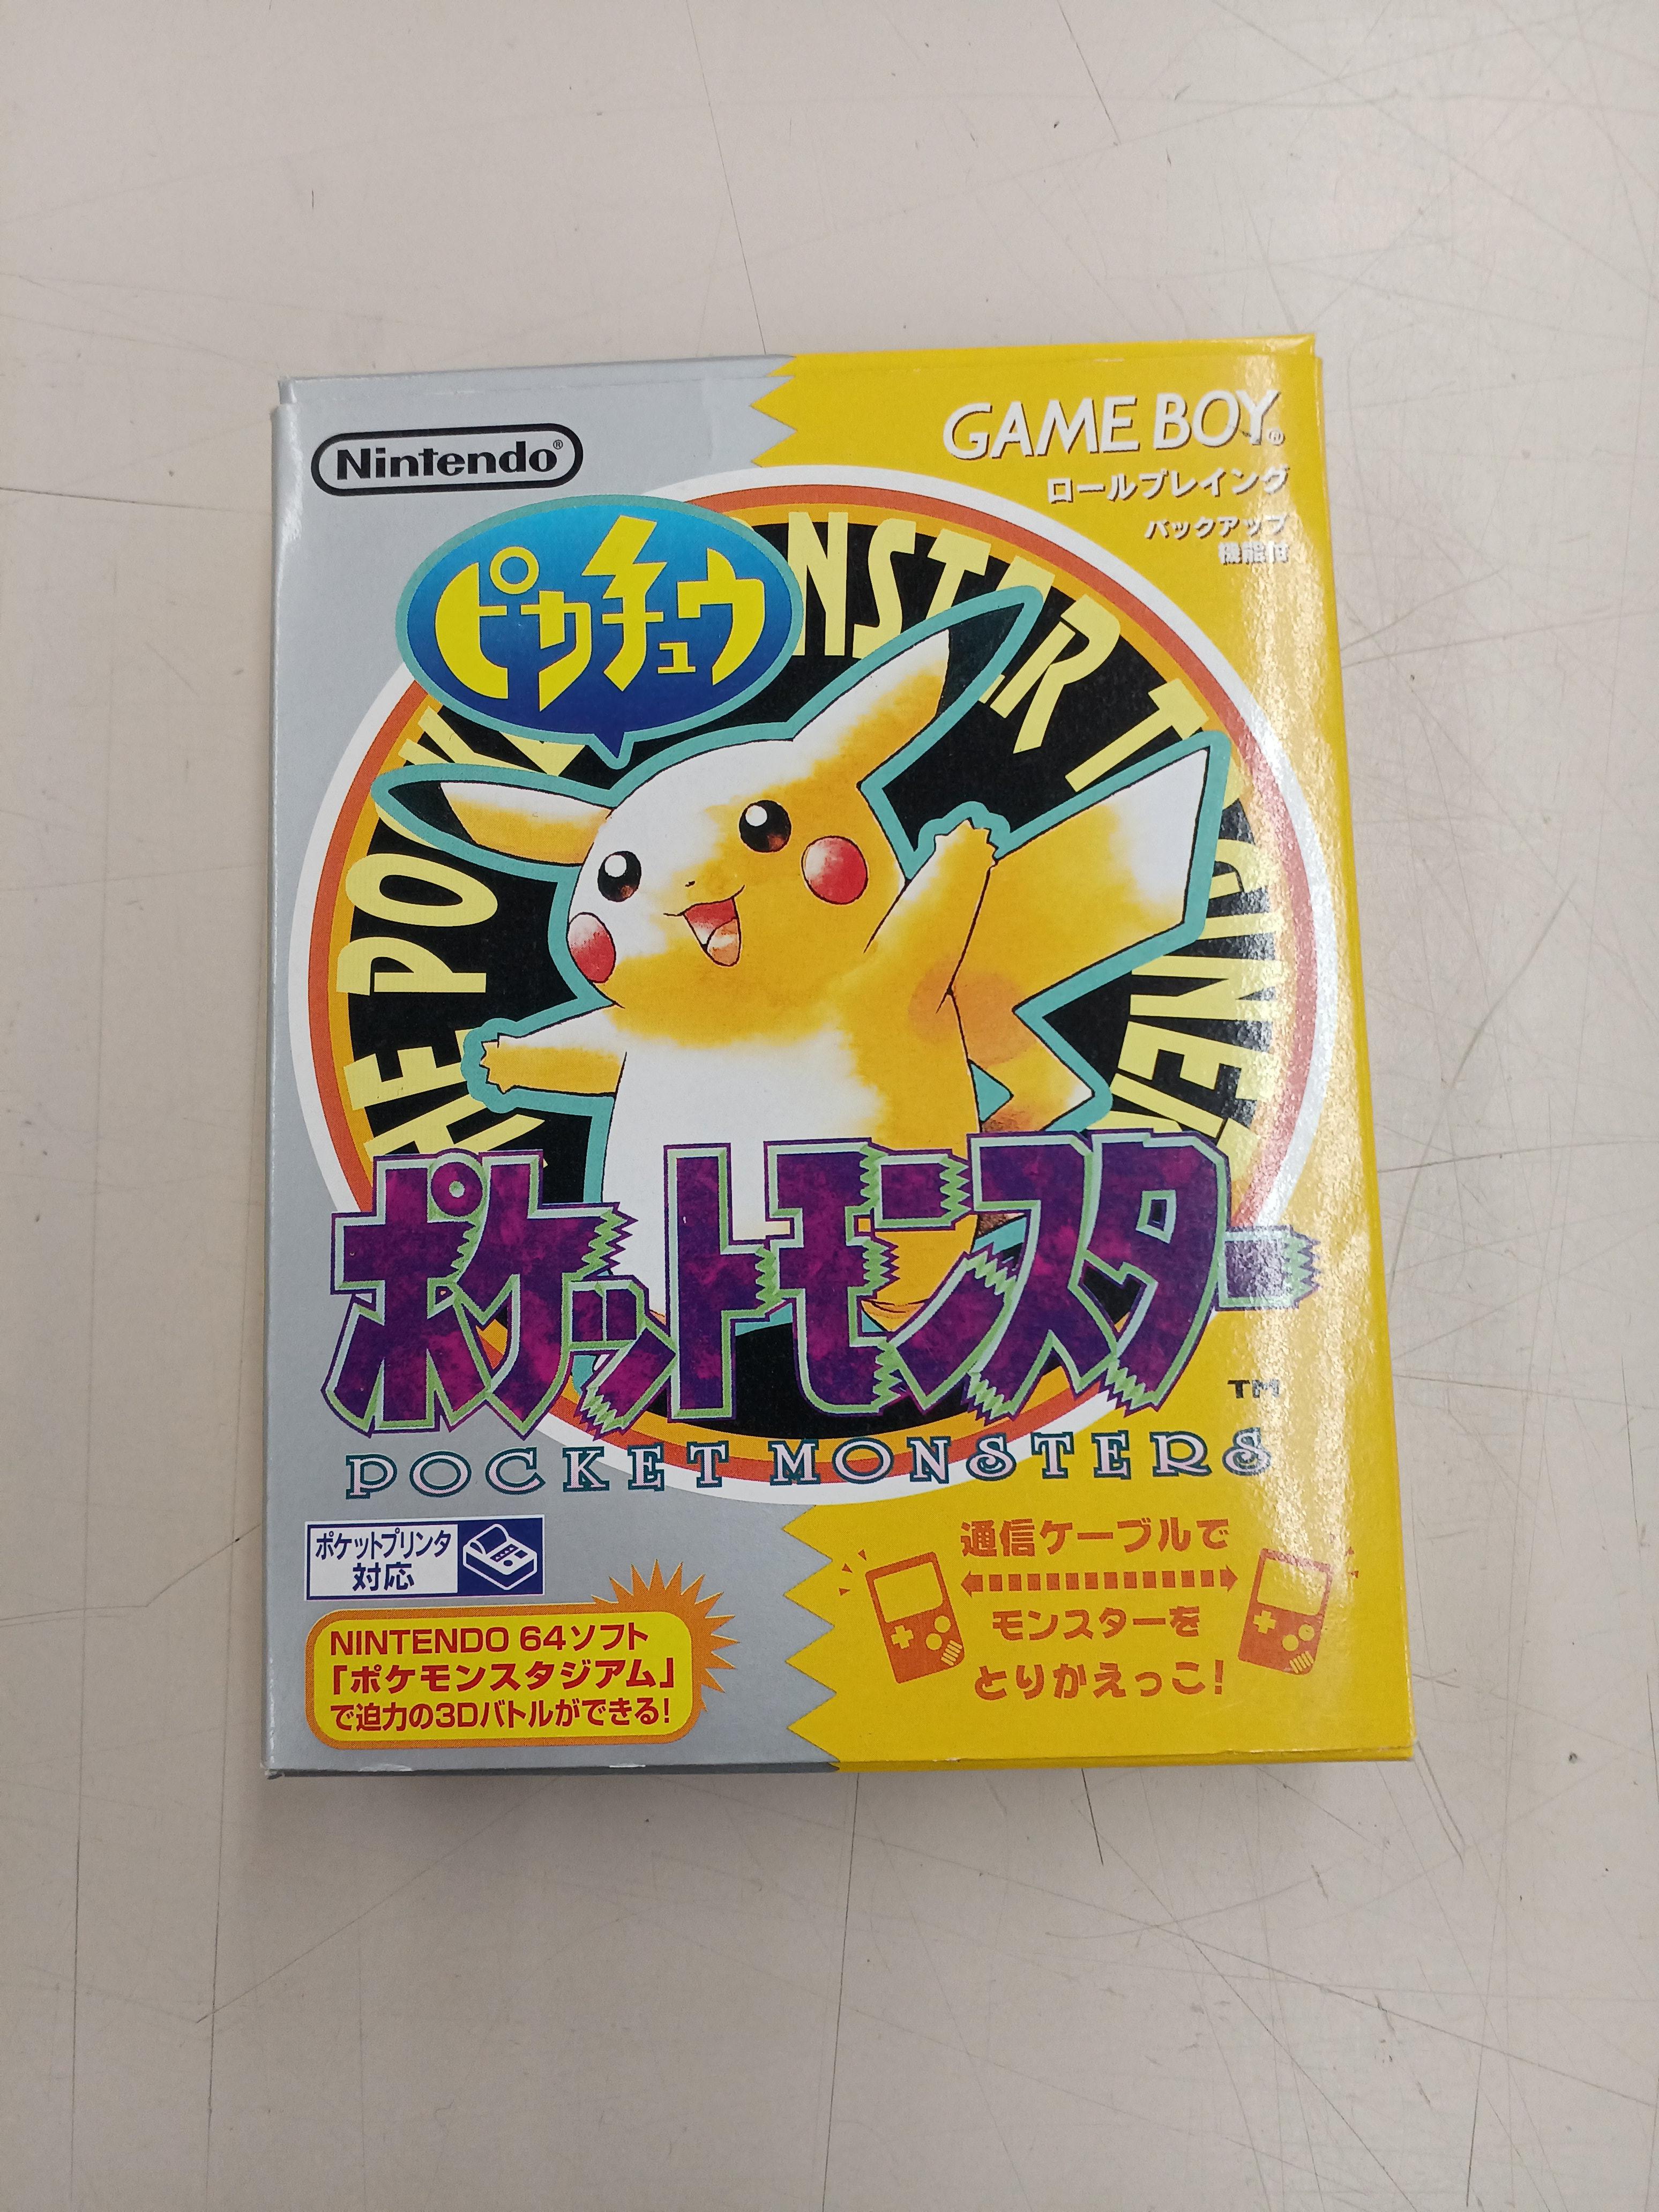 Nintendo®
GAME BOY®
ロールプレイング
バックアップ
機能付
ピカチュウ
ポケットモンスター
TM
POCKET MONSTERS
ポケットプリンタ
対応
NINTENDO 64ソフト
「ポケモンスタジアム」
で迫力の3Dバトルができる!
通信ケーブルで
モンスターを
とりかえっこ!